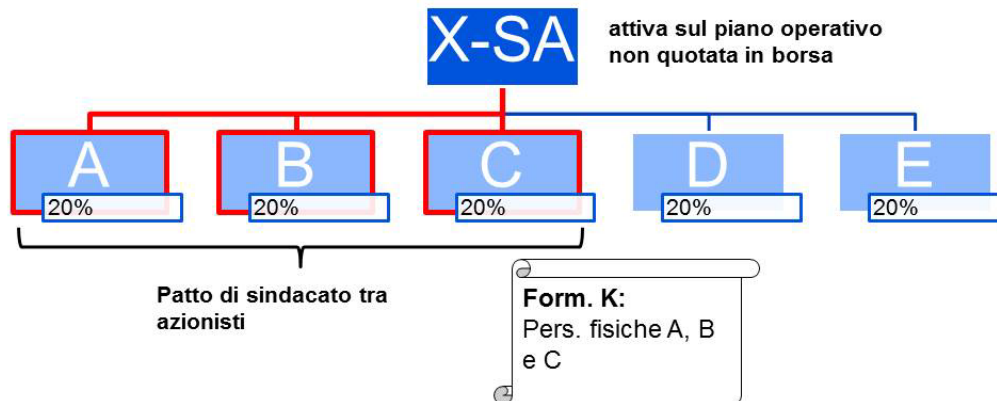 X-SA
attiva sul piano operativo
non quotata in borsa
A
B
C
D
E
20%
20%
20%
20%
20%
Patto di sindacato tra
azionisti
Form. K:
Pers. fisiche A, B
e C